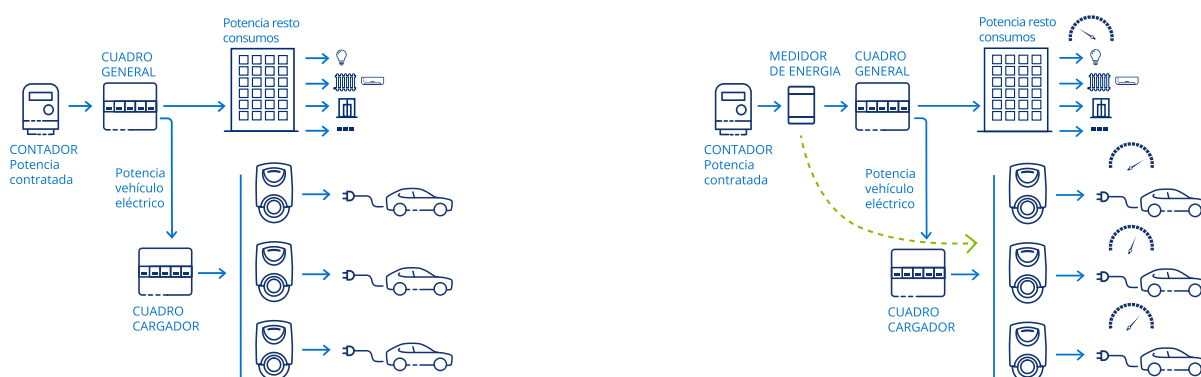 Potencia resto
consumos
CUADRO
GENERAL
CONTADOR
Potencia
contratada
Potencia
vehículo
eléctrico
CUADRO
CARGADOR
Potencia resto
consumos
MEDIDOR
DE ENERGIA
CUADRO
GENERAL
CONTADOR
Potencia
contratada
Potencia
vehículo
eléctrico
CUADRO
CARGADOR